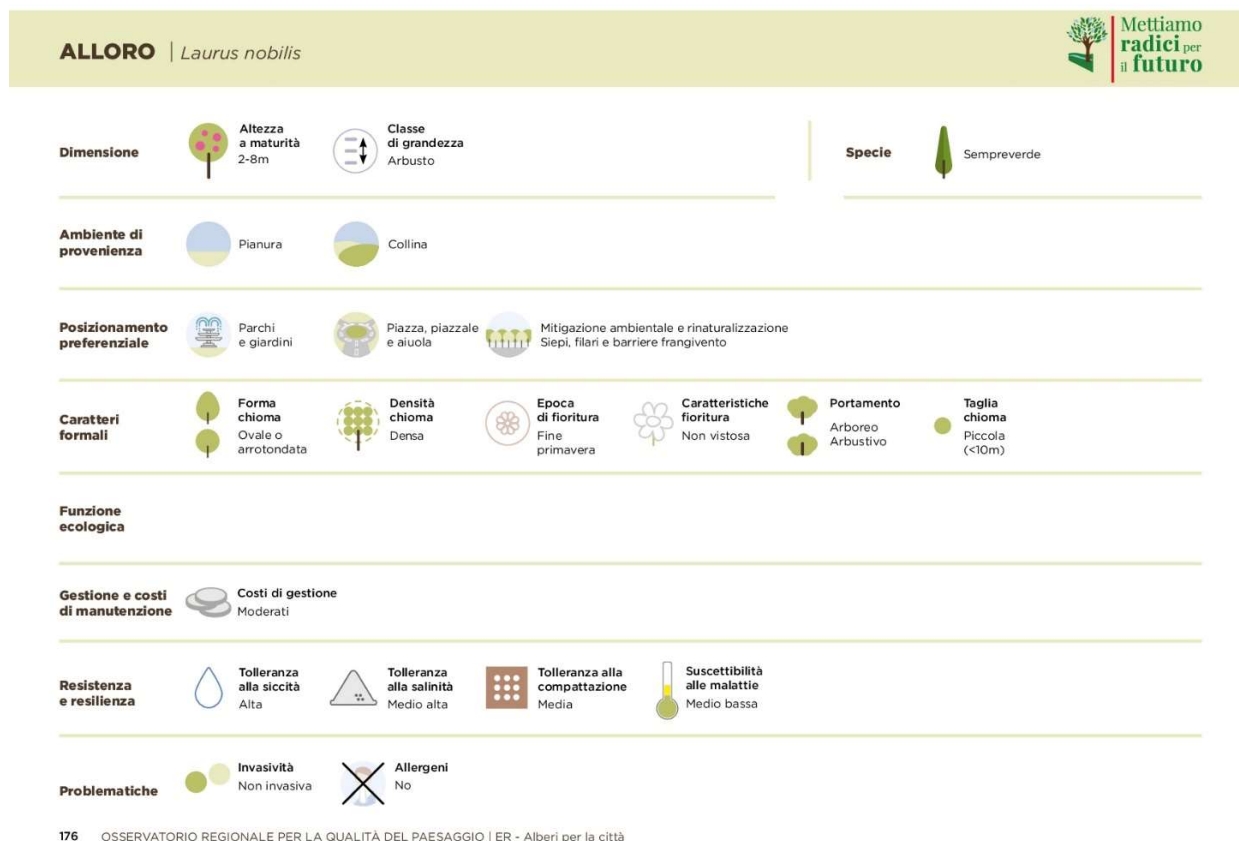 ALLORO | Laurus nobilis
Mettiamo
radici per
il futuro
Dimensione
Altezza
a maturità
2-8m
Classe
di grandezza
Arbusto
Specie
Sempreverde
Ambiente di
provenienza
Pianura
Collina
Posizionamento
preferenziale
Parchi
e giardini
Piazza, piazzale
e aiuola
Mitigazione ambientale e rinaturalizzazione
Siepi, filari e barriere frangivento
Caratteri
formali
Forma
chioma
Ovale o
arrotondata
Densità
chioma
Densa
Epoca
di fioritura
Fine
primavera
Caratteristiche
fioritura
Non vistosa
Portamento
Arboreo
Arbustivo
Taglia
chioma
Piccola
(<10m)
Funzione
ecologica
Gestione e costi
di manutenzione
Costi di gestione
Moderati
Resistenza
e resilienza
Tolleranza
alla siccità
Alta
Tolleranza
alla salinità
Medio alta
Tolleranza alla
compattazione
Media
Suscettibilità
alle malattie
Medio bassa
Problematiche
Invasività
Non invasiva
Allergeni
No
176 OSSERVATORIO REGIONALE PER LA QUALITÀ DEL PAESAGGIO | ER - Alberi per la città